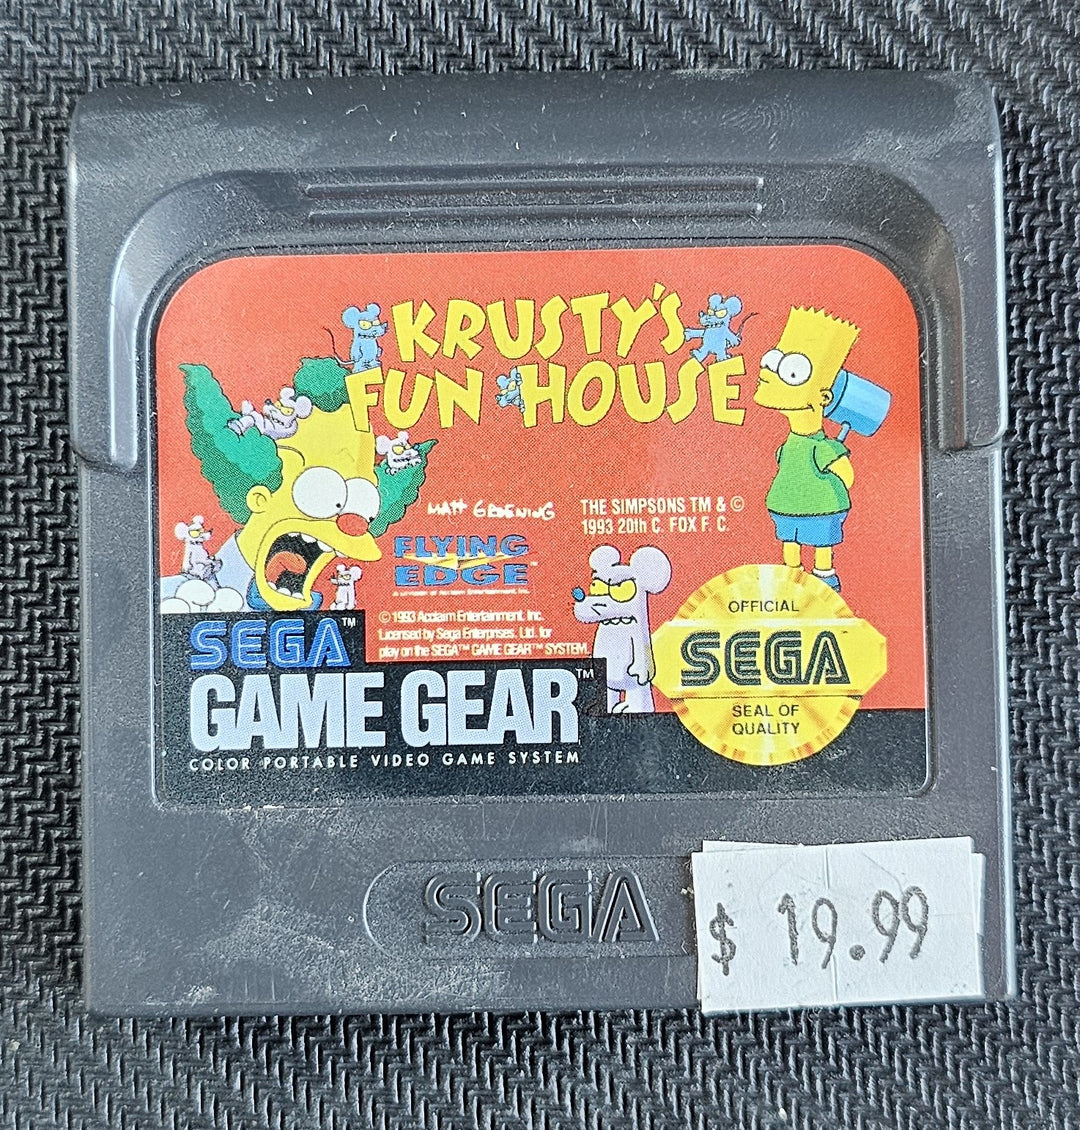 KRUSTY'S
FUN HOUSE
MATT GROENING
THE SIMPSONS TM & ©
1993 20th C. FOX F. C.
FLYING
EDGE™
©1993 Acclaim Entertainment, Inc.
Licensed by Sega Enterprises, Ltd. for
play on the SEGA™ GAME GEAR™ SYSTEM.
SEGA™
GAME GEAR™
COLOR PORTABLE VIDEO GAME SYSTEM
OFFICIAL
SEGA
SEAL OF
QUALITY
SEGA
$ 19.99